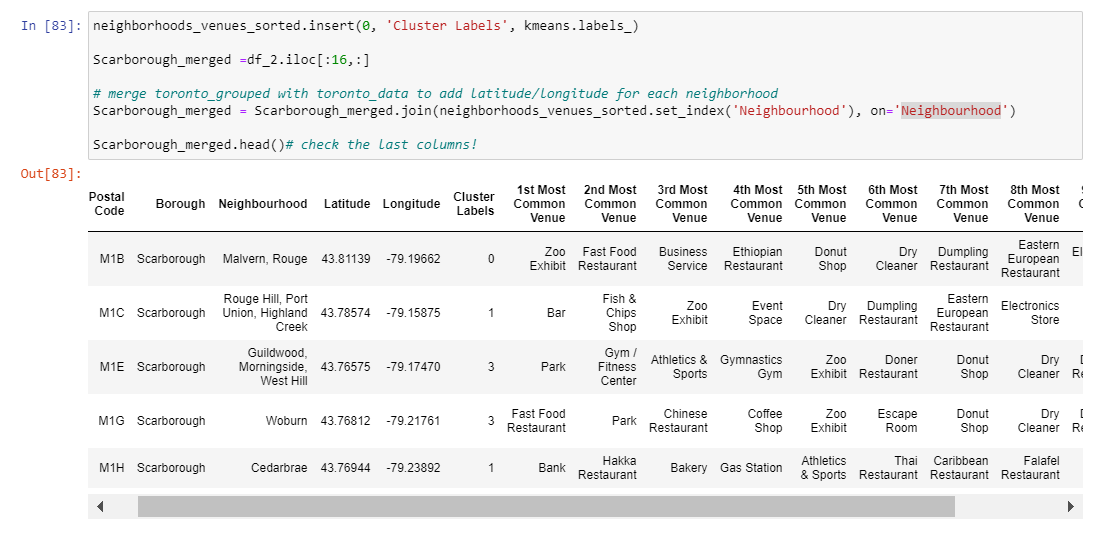 In [83]: neighborhoods_venues_sorted.insert(0, 'Cluster Labels', kmeans.labels_)
Scarborough_merged =df_2.iloc[:16,:]
# merge toronto_grouped with toronto_data to add latitude/longitude for each neighborhood
Scarborough_merged = Scarborough_merged.join(neighborhoods_venues_sorted.set_index('Neighbourhood'), on='Neighbourhood')
Scarborough_merged.head()# check the last columns!
Out[83]:
Postal Code Borough Neighbourhood Latitude Longitude Cluster Labels 1st Most Common Venue 2nd Most Common Venue 3rd Most Common Venue 4th Most Common Venue 5th Most Common Venue 6th Most Common Venue 7th Most Common Venue 8th Most Common Venue
M1B Scarborough Malvern, Rouge 43.81139 -79.19662 0 Zoo Exhibit Fast Food Restaurant Business Service Ethiopian Restaurant Donut Shop Dry Cleaner Dumpling Restaurant Eastern European Restaurant El
M1C Scarborough Rouge Hill, Port Union, Highland Creek 43.78574 -79.15875 1 Bar Fish & Chips Shop Zoo Exhibit Event Space Dry Cleaner Dumpling Restaurant Eastern European Restaurant Electronics Store
M1E Scarborough Guildwood, Morningside, West Hill 43.76575 -79.17470 3 Park Gym / Fitness Center Athletics & Sports Gymnastics Gym Zoo Exhibit Doner Restaurant Donut Shop Dry Cleaner
M1G Scarborough Woburn 43.76812 -79.21761 3 Fast Food Restaurant Park Chinese Restaurant Coffee Shop Zoo Exhibit Escape Room Donut Shop Dry Cleaner
M1H Scarborough Cedarbrae 43.76944 -79.23892 1 Bank Hakka Restaurant Bakery Gas Station Athletics & Sports Thai Restaurant Caribbean Restaurant Falafel Restaurant